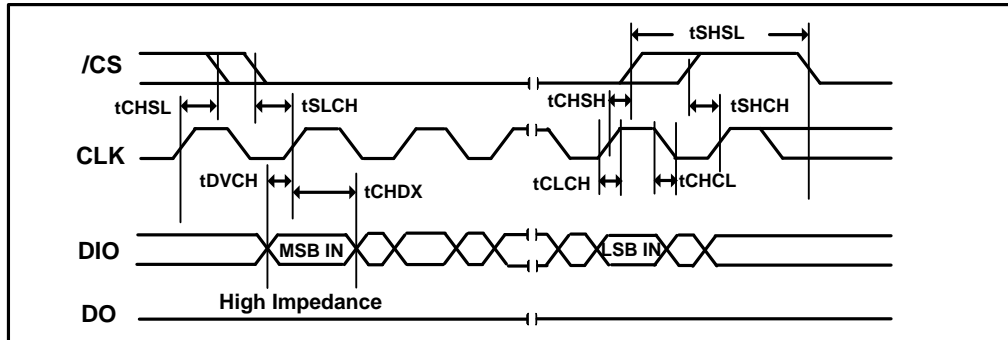 tSHSL
/CS
tCHSL
tSLCH
tCHSH
tSHCH
CLK
tDVCH
tCHDX
tCLCH
tCHCL
DIO
MSB IN
LSB IN
High Impedance
DO